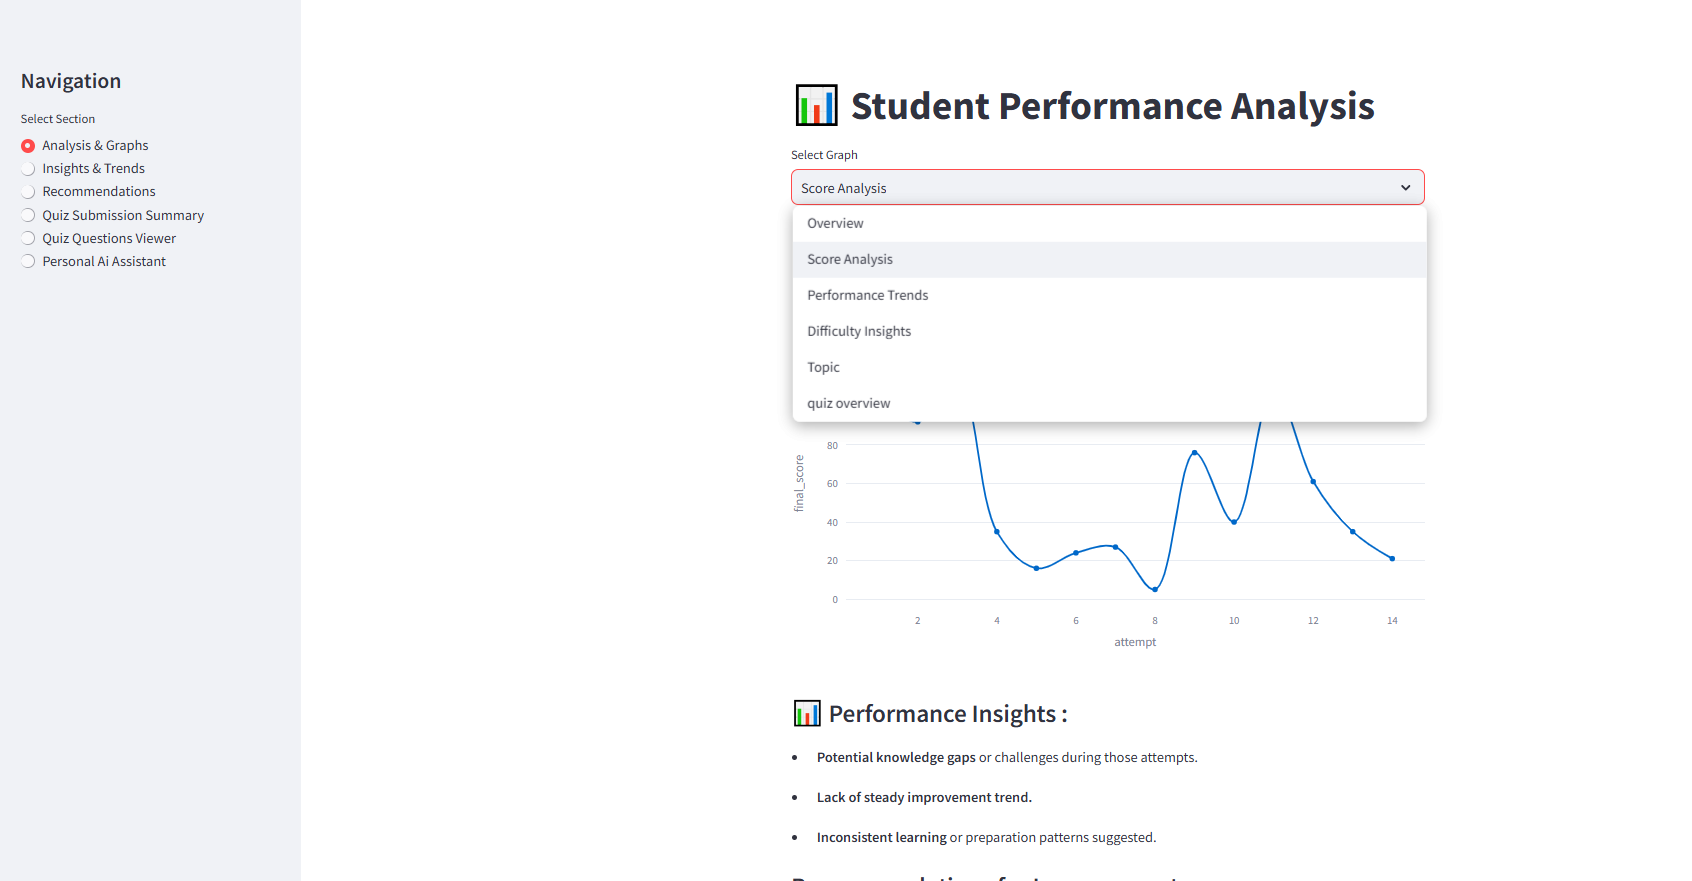 Navigation
Select Section
Analysis & Graphs
Insights & Trends
Recommendations
Quiz Submission Summary
Quiz Questions Viewer
Personal Ai Assistant
Student Performance Analysis
Select Graph
Score Analysis
Overview
Score Analysis
Performance Trends
Difficulty Insights
Topic
quiz overview
final_score
80
60
40
20
0
2 4 6 8 10 12 14
attempt
Performance Insights :
Potential knowledge gaps or challenges during those attempts.
Lack of steady improvement trend.
Inconsistent learning or preparation patterns suggested.